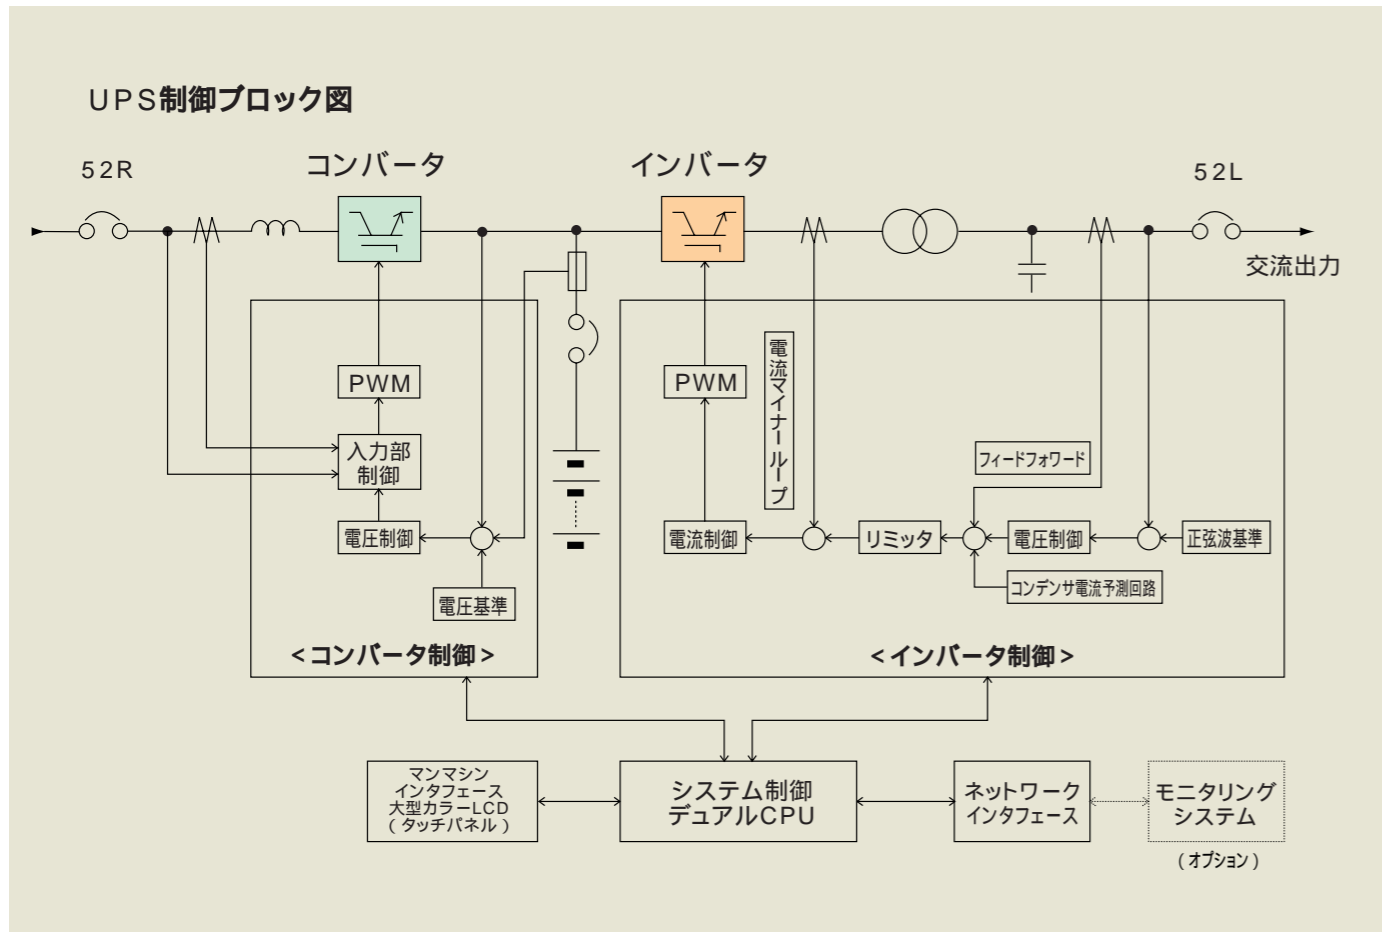 UPS制御ブロック図
52R
コンバータ
インバータ
52L
交流出力
PWM
入力部
制御
電圧制御
電圧基準
<コンバータ制御>
PWM
電流マイナーループ
フィードフォワード
電流制御
リミッタ
電圧制御
正弦波基準
コンデンサ電流予測回路
<インバータ制御>
マンマシン
インタフェース
大型カラーLCD
(タッチパネル)
システム制御
デュアルCPU
ネットワーク
インタフェース
モニタリング
システム
(オプション)